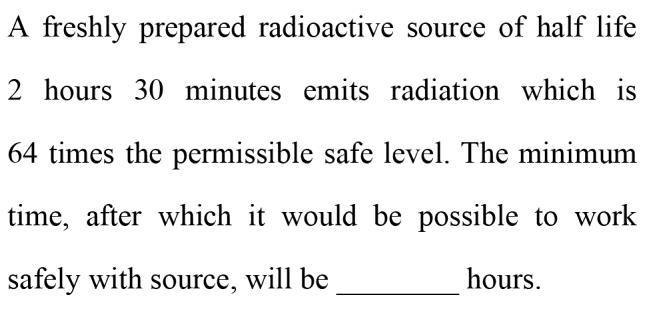 A freshly prepared radioactive source of half life
2 hours 30 minutes emits radiation which is
64 times the permissible safe level. The minimum
time, after which it would be possible to work
safely with source, will be ________ hours.